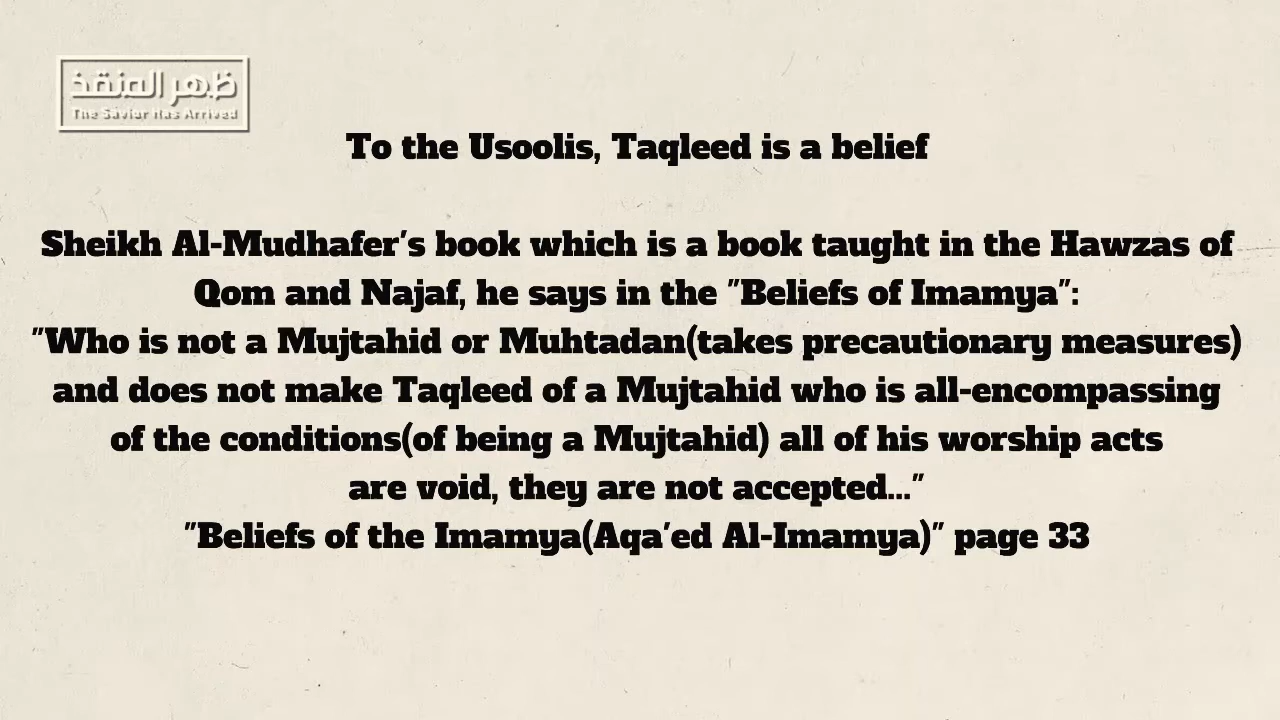 ظهر المنقذ
The Savior Has Arrived
To the Usoolis, Taqleed is a belief
Sheikh Al-Mudhafer's book which is a book taught in the Hawzas of
Qom and Najaf, he says in the "Beliefs of Imamya":
"Who is not a Mujtahid or Muhtadan(takes precautionary measures)
and does not make Taqleed of a Mujtahid who is all-encompassing
of the conditions(of being a Mujtahid) all of his worship acts
are void, they are not accepted..."
"Beliefs of the Imamya(Aqa'ed Al-Imamya)" page 33